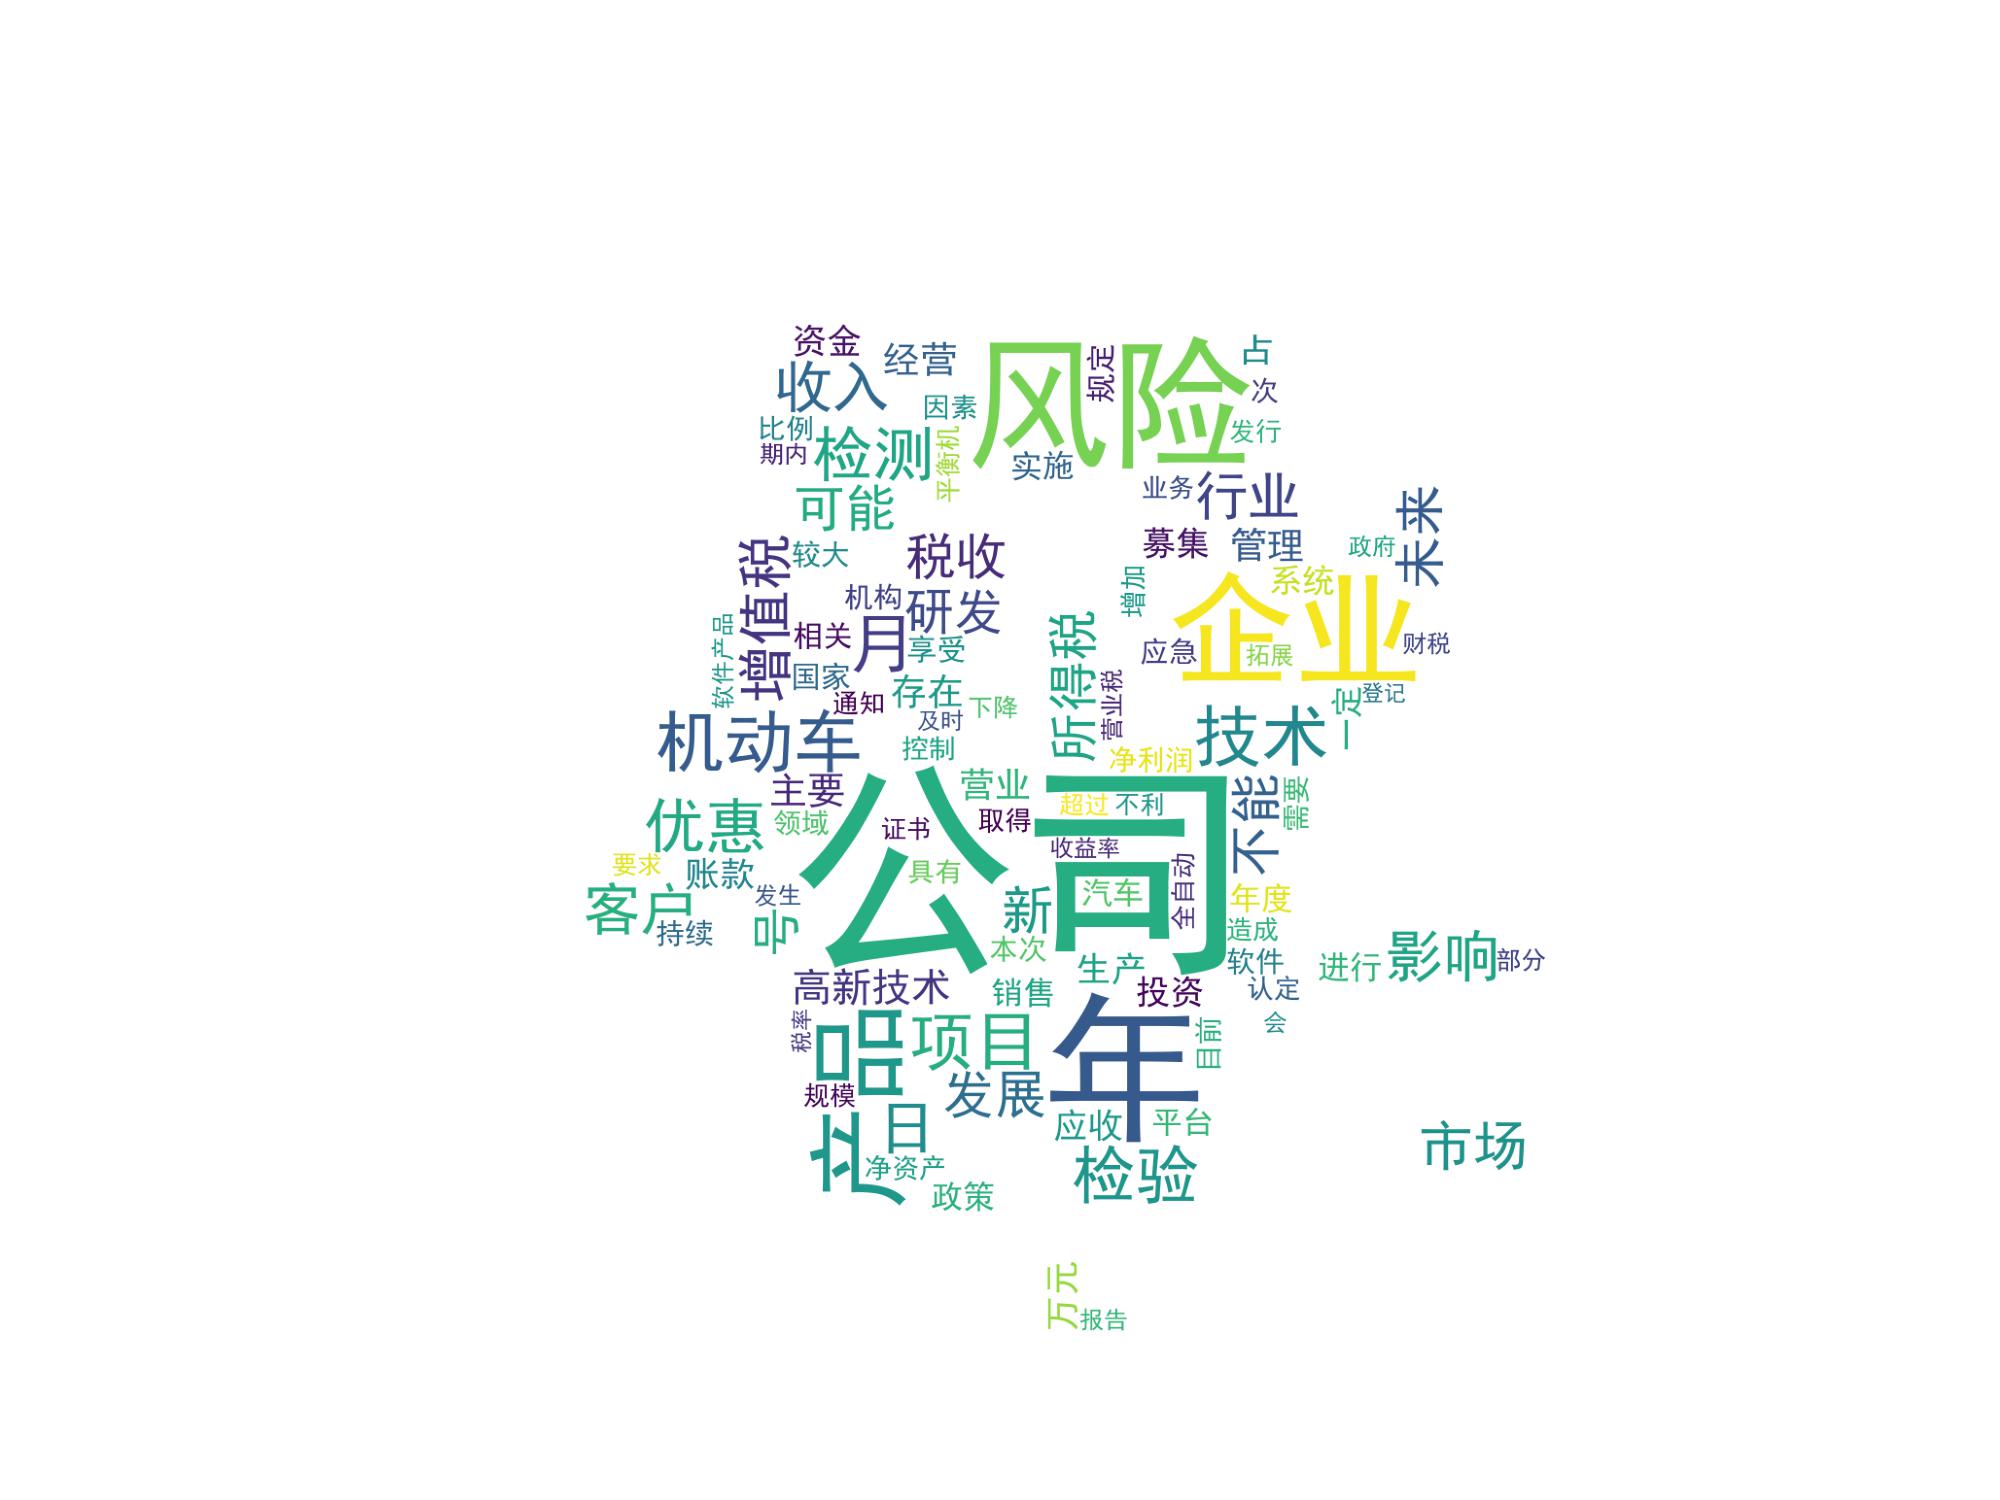 资金
经营
收入
风险
规定
占
次
因素
比例
期内
检测
平衡机
发行
实施
可能
业务
行业
未来
税收
募集
管理
政府
增值税
较大
增加
系统
企业
机构
研发
软件产品
相关
月
享受
所得税
应急
拓展
财税
国家
存在
通知
及时
下降
营业税
登记
一定
机动车
控制
技术
净利润
主要
公司
营业
超过
不利
不能
需要
优惠
领域
证书
取得
收益率
要求
账款
具有
汽车
全自动
年度
客户
发生
新
号
持续
造成
本次
影响
部分
高新技术
销售
生产
投资
软件
进行
认定
税率
产品
项目
年
目前
会
规模
发展
日
应收
平台
市场
净资产
检验
政策
万元
报告